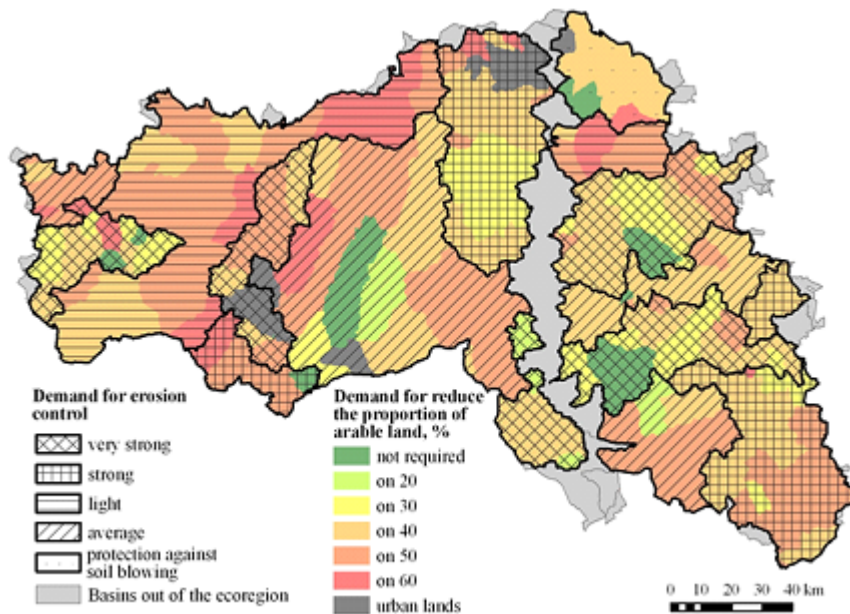 Demand for erosion
control
very strong
strong
light
average
protection against
soil blowing
Basins out of the ecoregion
Demand for reduce
the proportion of
arable land, %
not required
on 20
on 30
on 40
on 50
on 60
urban lands
0 10 20 30 40 km